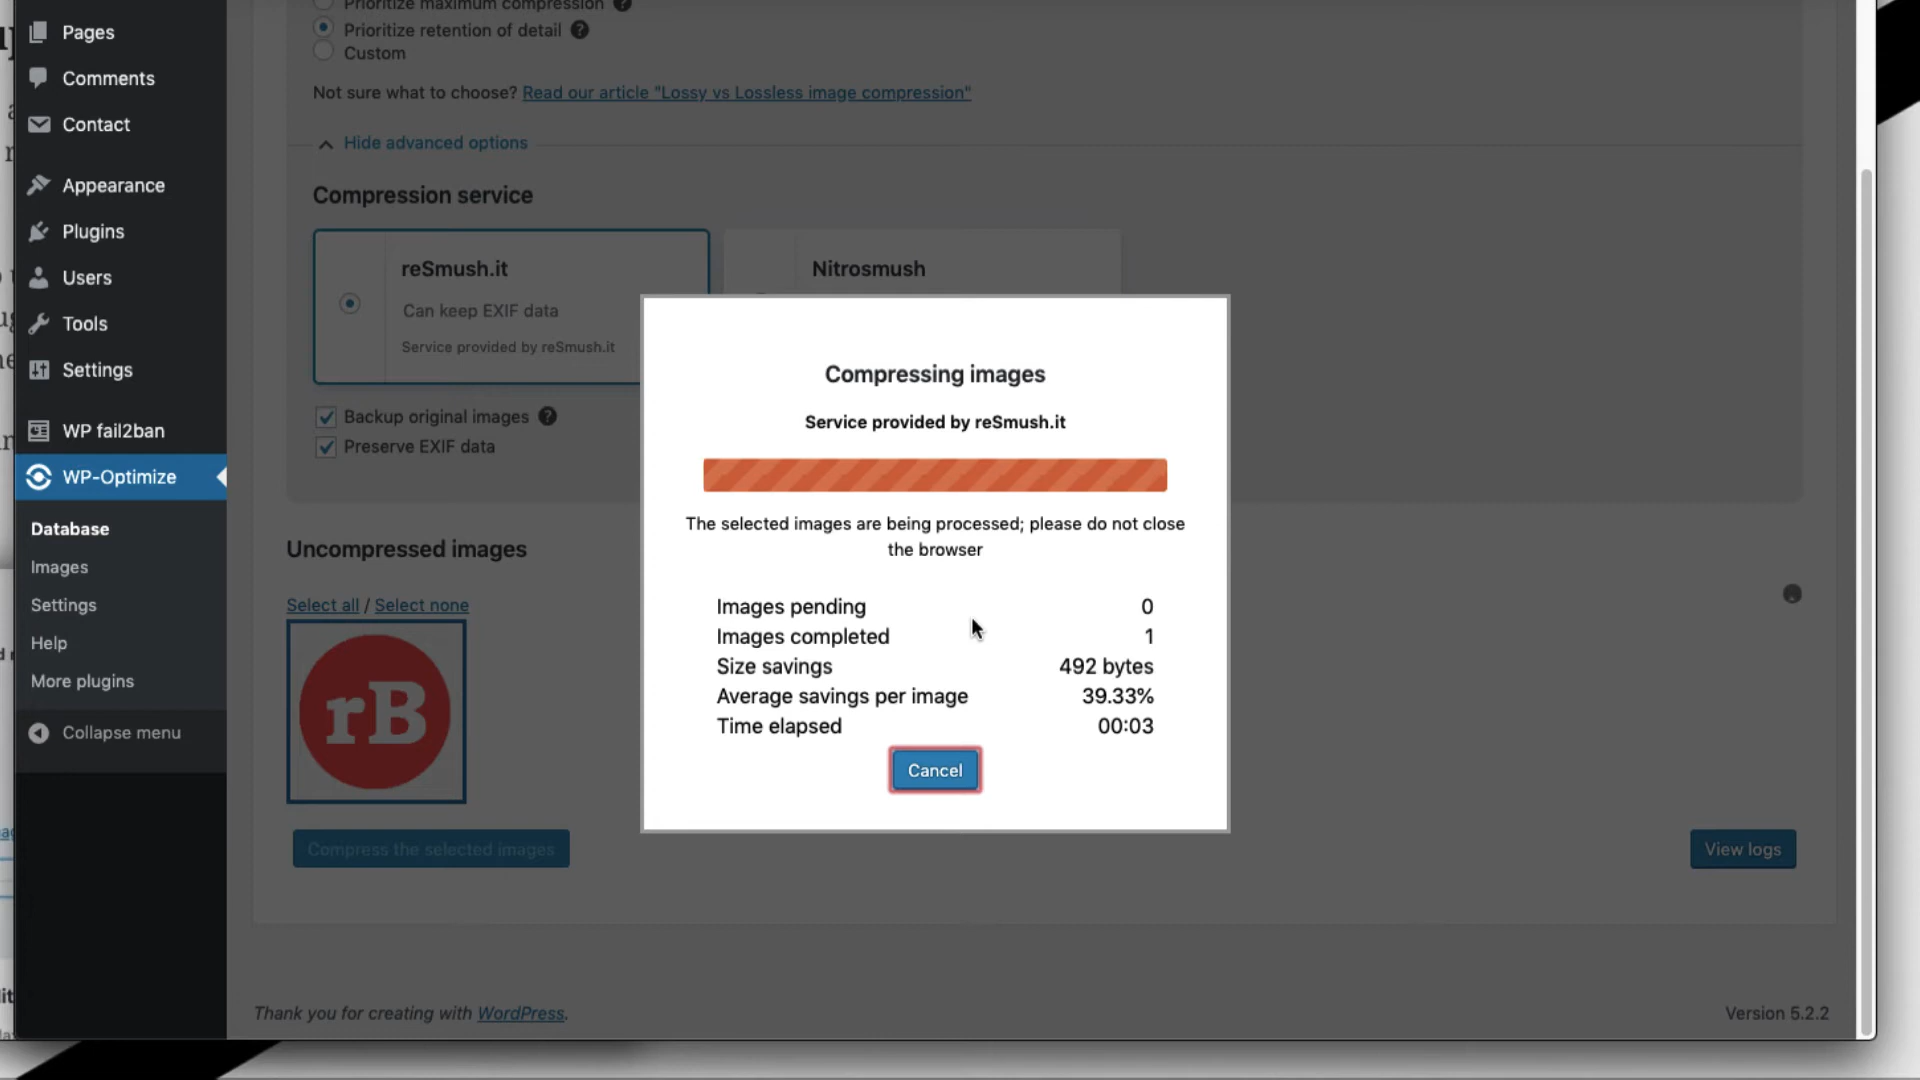 Pages
Comments
Contact
Appearance
Plugins
Users
Tools
Settings
WP fail2ban
WP-Optimize
Database
Images
Settings
Help
More plugins
Collapse menu
Prioritize maximum compression
Prioritize retention of detail
Custom
Not sure what to choose? Read our article "Lossy vs Lossless image compression"
Hide advanced options
Compression service
reSmush.it
Can keep EXIF data
Service provided by reSmush.it
Nitrosmush
Backup original images
Preserve EXIF data
Uncompressed images
Select all / Select none
rB
Compress the selected images
View logs
Compressing images
Service provided by reSmush.it
The selected images are being processed; please do not close
the browser
Images pending 0
Images completed 1
Size savings 492 bytes
Average savings per image 39.33%
Time elapsed 00:03
Cancel
Thank you for creating with WordPress.
Version 5.2.2